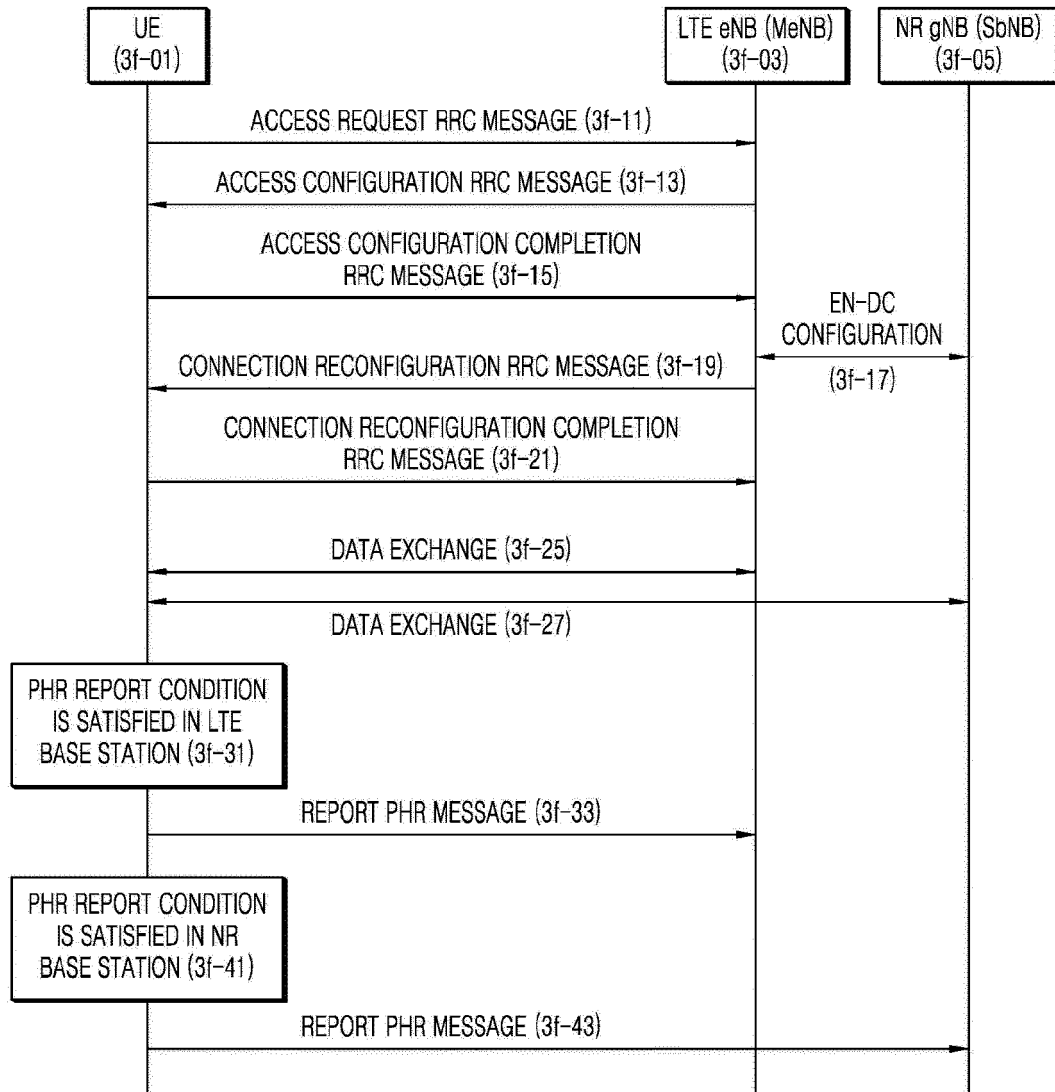 UE
(3f-01)
LTE eNB (MeNB)
(3f-03)
NR gNB (SbNB)
(3f-05)
ACCESS REQUEST RRC MESSAGE (3f-11)
ACCESS CONFIGURATION RRC MESSAGE (3f-13)
ACCESS CONFIGURATION COMPLETION
RRC MESSAGE (3f-15)
EN-DC
CONFIGURATION
(3f-17)
CONNECTION RECONFIGURATION RRC MESSAGE (3f-19)
CONNECTION RECONFIGURATION COMPLETION
RRC MESSAGE (3f-21)
DATA EXCHANGE (3f-25)
DATA EXCHANGE (3f-27)
PHR REPORT CONDITION
IS SATISFIED IN LTE
BASE STATION (3f-31)
REPORT PHR MESSAGE (3f-33)
PHR REPORT CONDITION
IS SATISFIED IN NR
BASE STATION (3f-41)
REPORT PHR MESSAGE (3f-43)